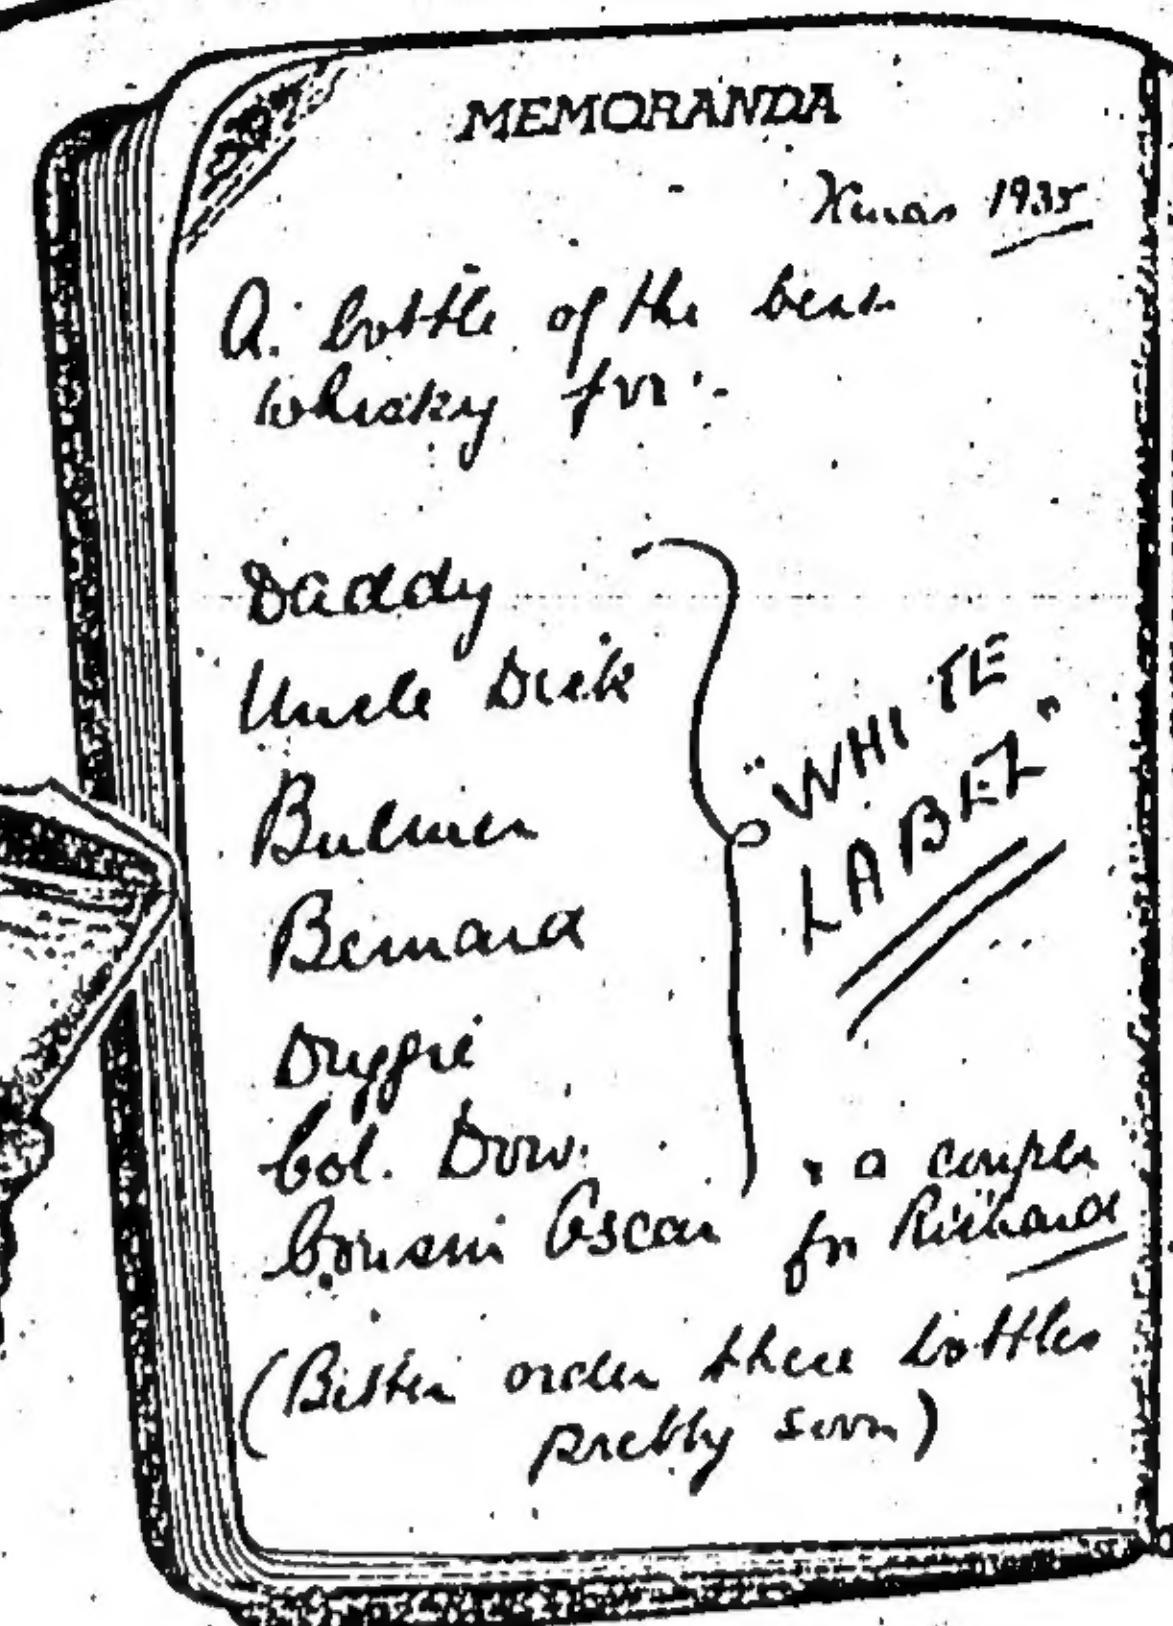 MEMORANDA
Xmas 1935
A. bottle of the best
whisky for :-
Daddy
Uncle Dick
Bulmer
Bernard
Duggie
Col. Dow.
Cousin Oscar
"WHITE
LABEL"
& a couple
for Richard
(Better order these bottles
pretty soon)